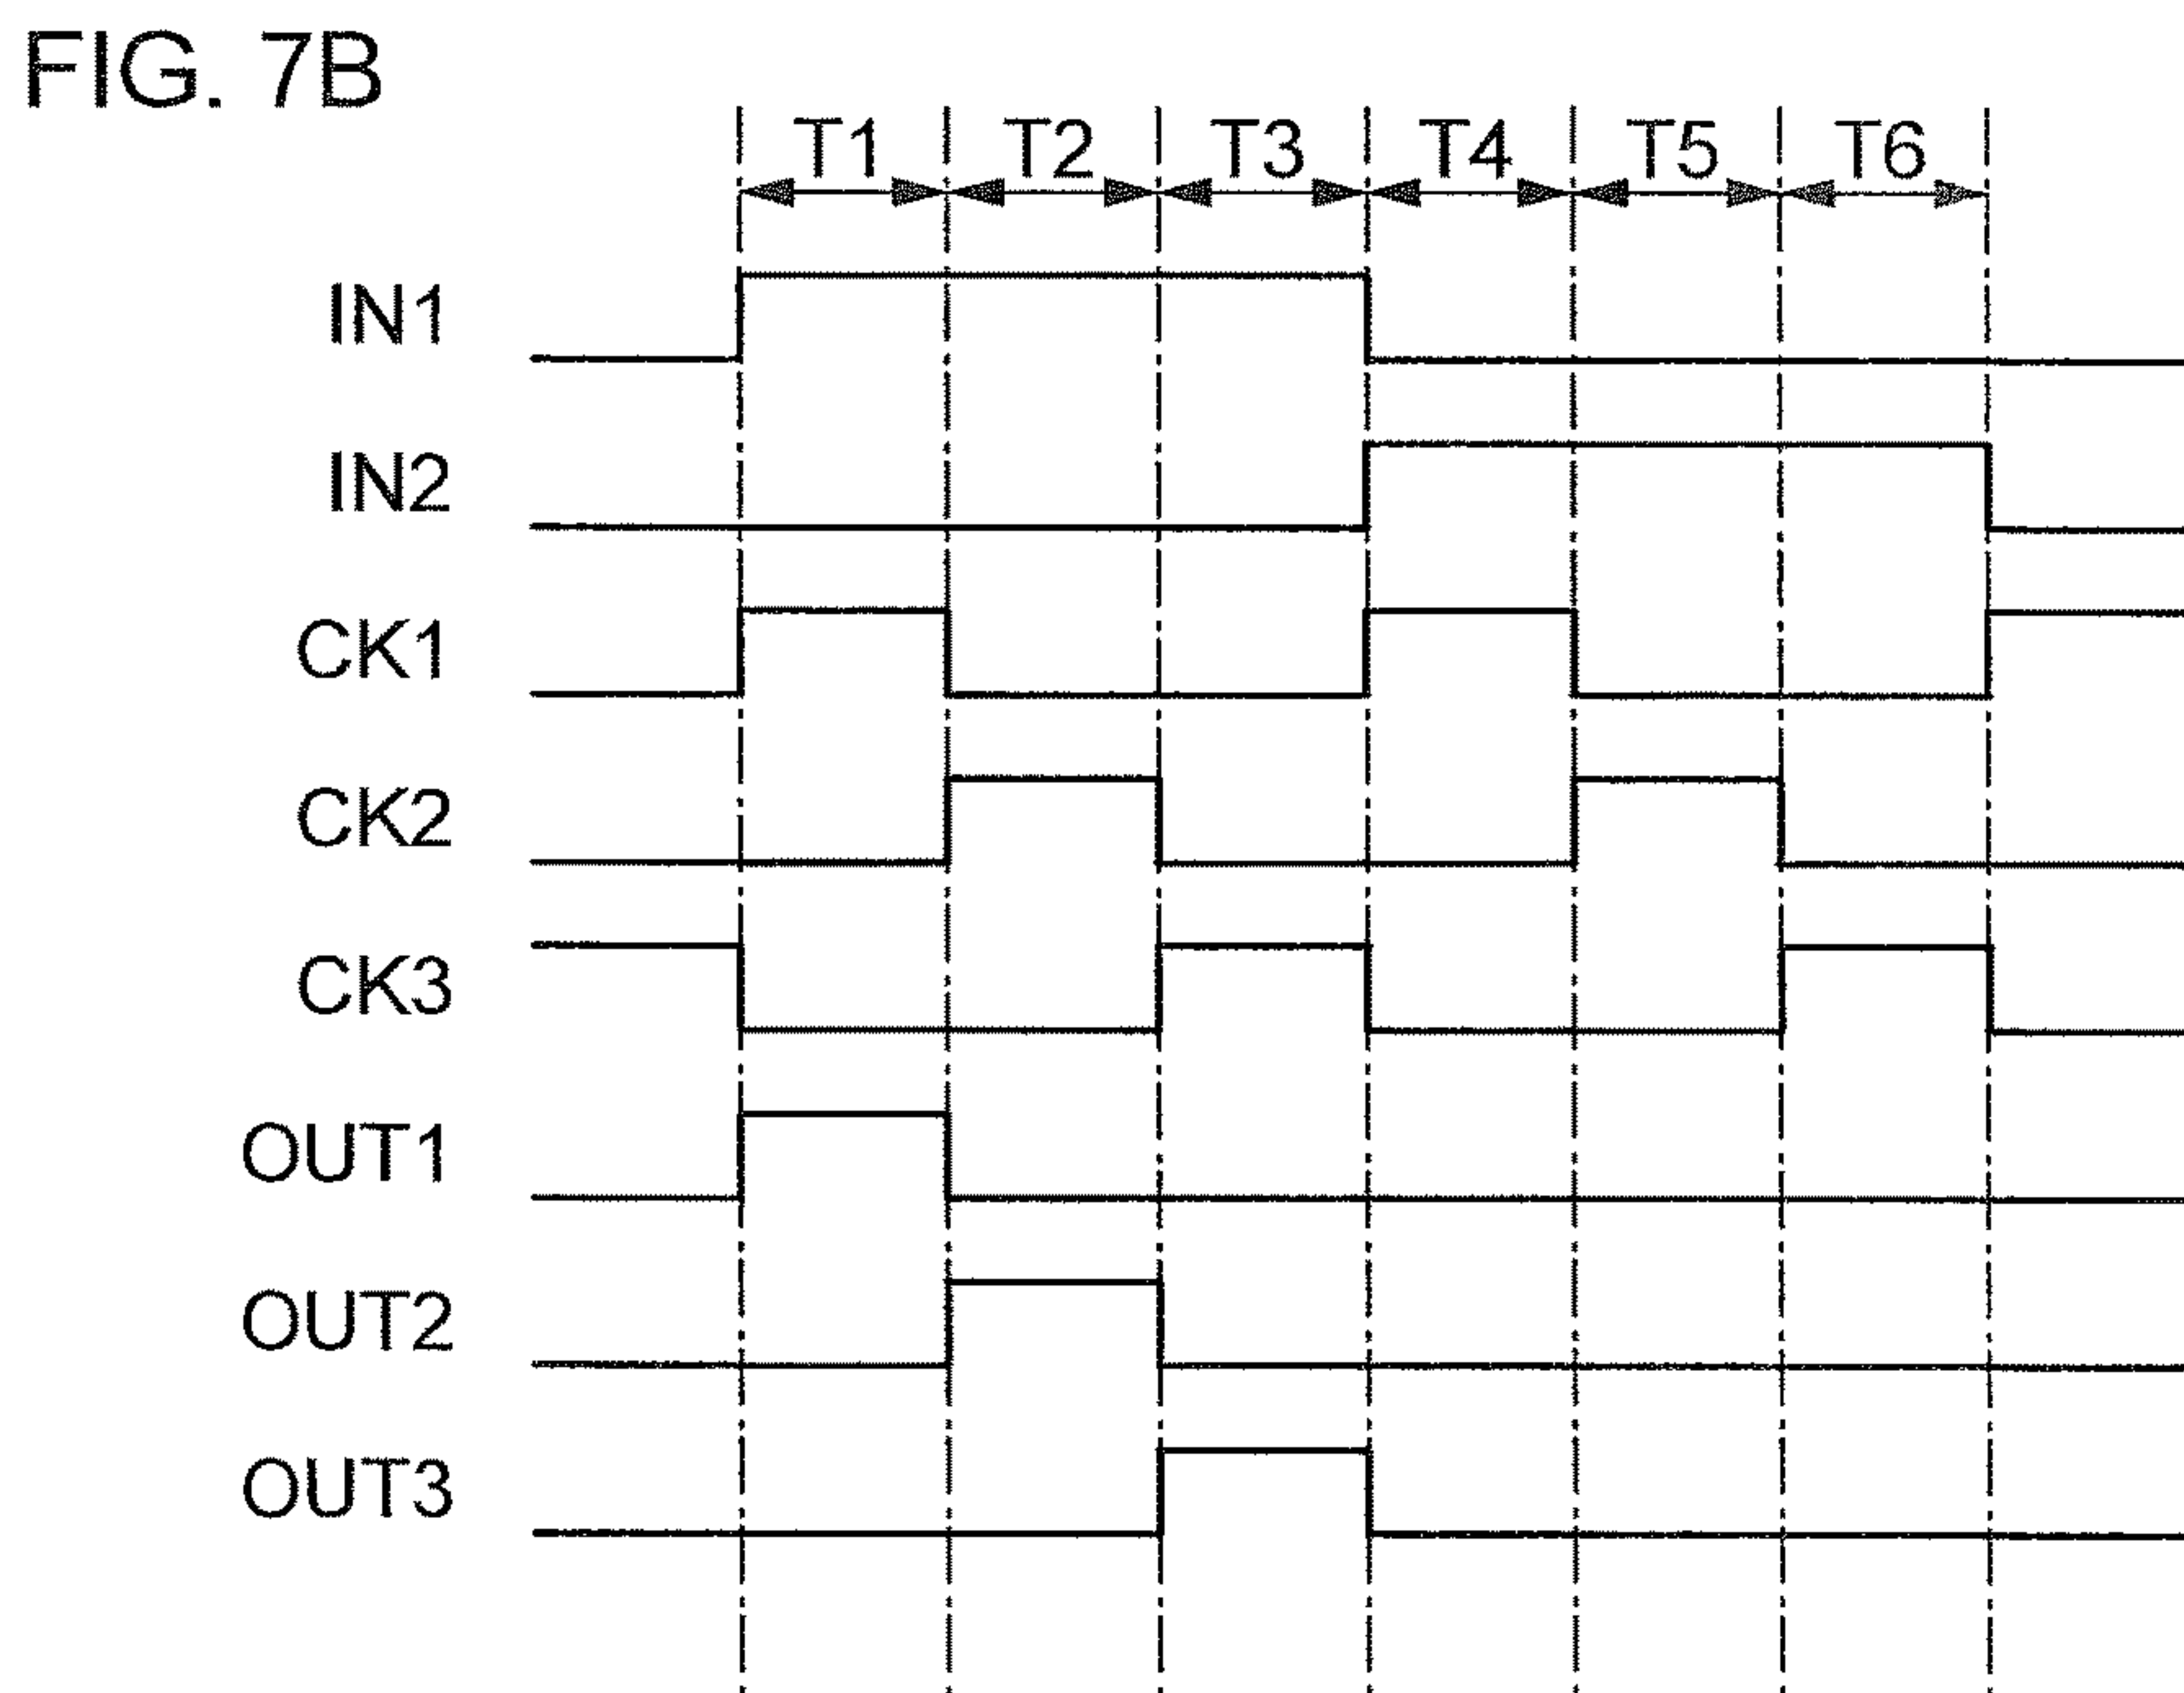 FIG. 7B
T1 T2 T3 T4 T5 T6
IN1
IN2
CK1
CK2
CK3
OUT1
OUT2
OUT3